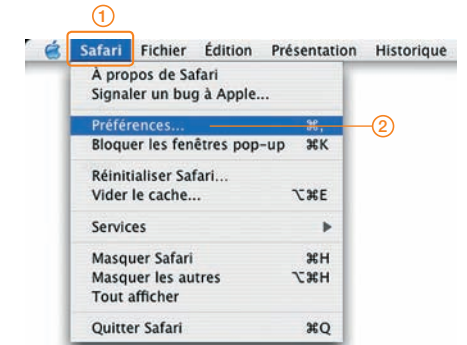 ①
Safari Fichier Édition Présentation Historique
À propos de Safari
Signaler un bug à Apple...
Préférences... ⌘,
②
Bloquer les fenêtres pop-up ⌘K
Réinitialiser Safari...
Vider le cache... ⌥⌘E
Services ▶
Masquer Safari ⌘H
Masquer les autres ⌥⌘H
Tout afficher
Quitter Safari ⌘Q